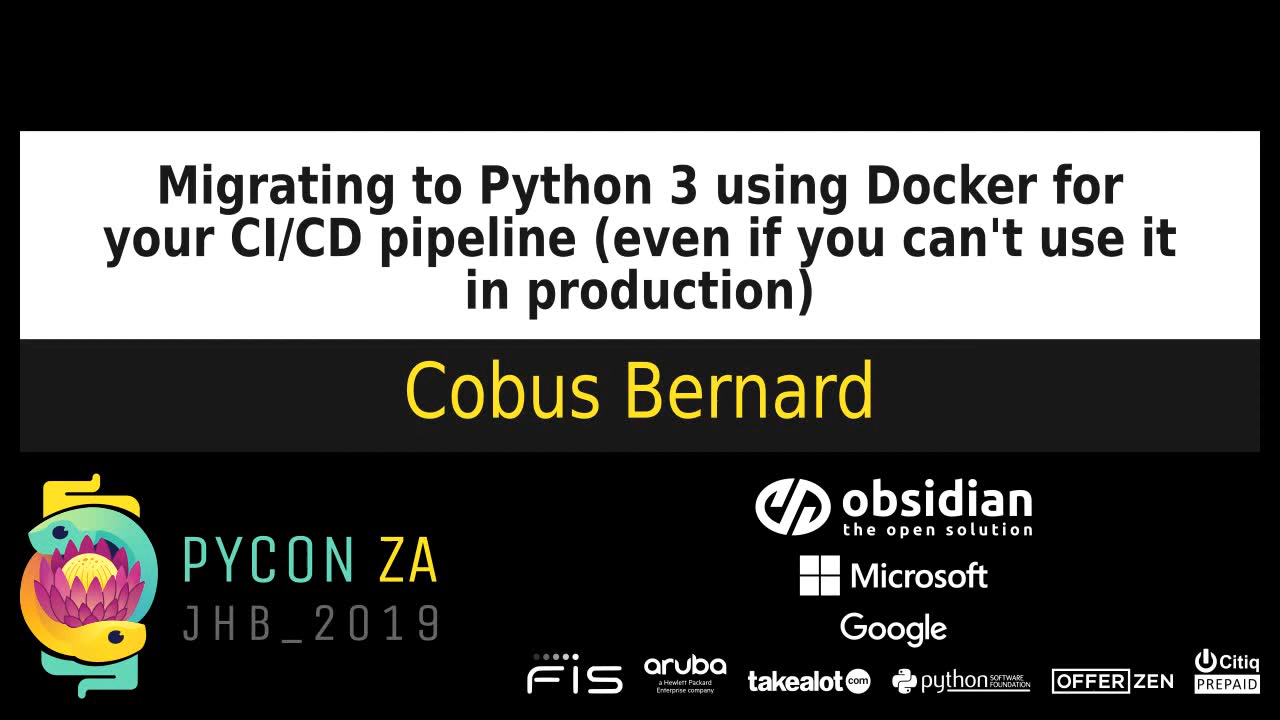 Migrating to Python 3 using Docker for
your CI/CD pipeline (even if you can't use it
in production)
Cobus Bernard
PYCON ZA
JHB_2019
obsidian
the open solution
Microsoft
Google
FIS
aruba
a Hewlett Packard
Enterprise company
takealot.com
python SOFTWARE
FOUNDATION
OFFERZEN
Citiq
PREPAID